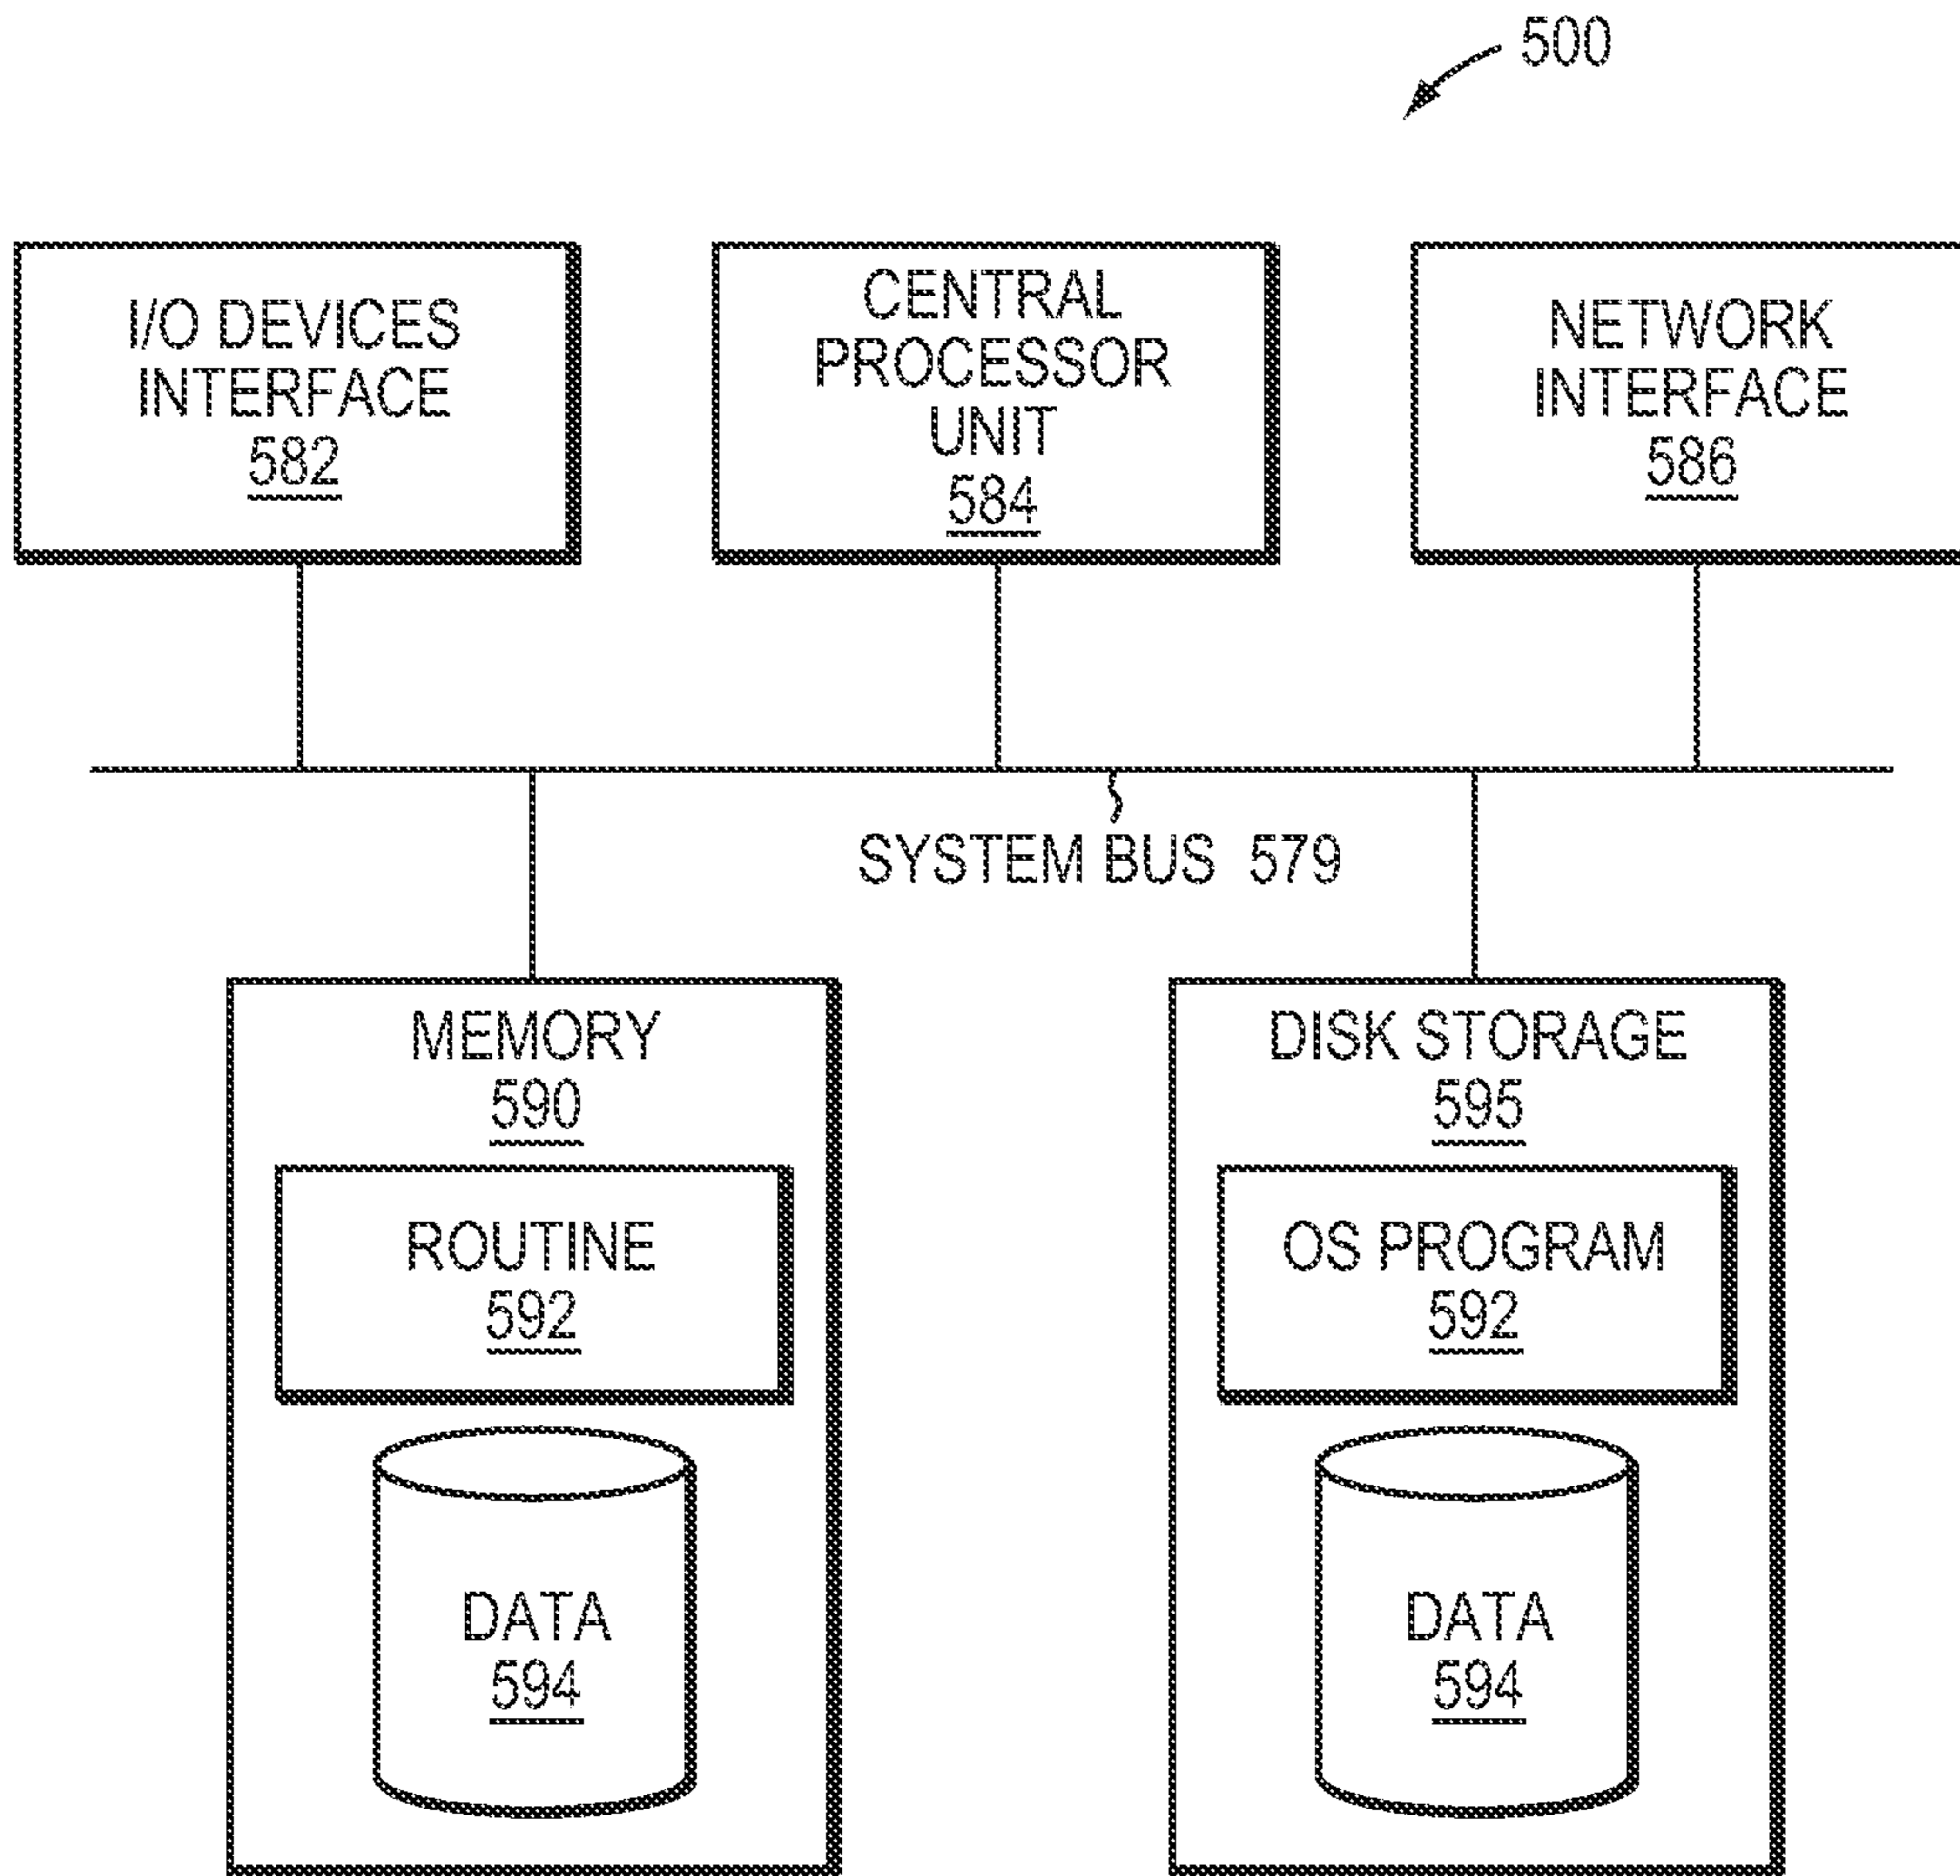 500
I/O DEVICES
INTERFACE
582
CENTRAL
PROCESSOR
UNIT
584
NETWORK
INTERFACE
586
SYSTEM BUS 579
MEMORY
590
ROUTINE
592
DATA
594
DISK STORAGE
595
OS PROGRAM
592
DATA
594